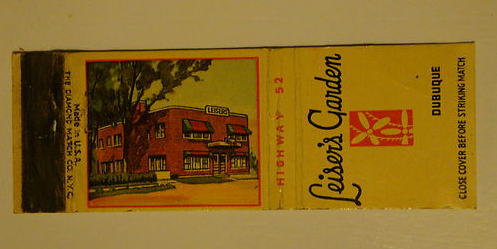 LEISERS
Made in U.S.A.
THE DIAMOND MATCH CO. N.Y.C.
HIGHWAY 52
Leiser's Garden
DUBUQUE
CLOSE COVER BEFORE STRIKING MATCH